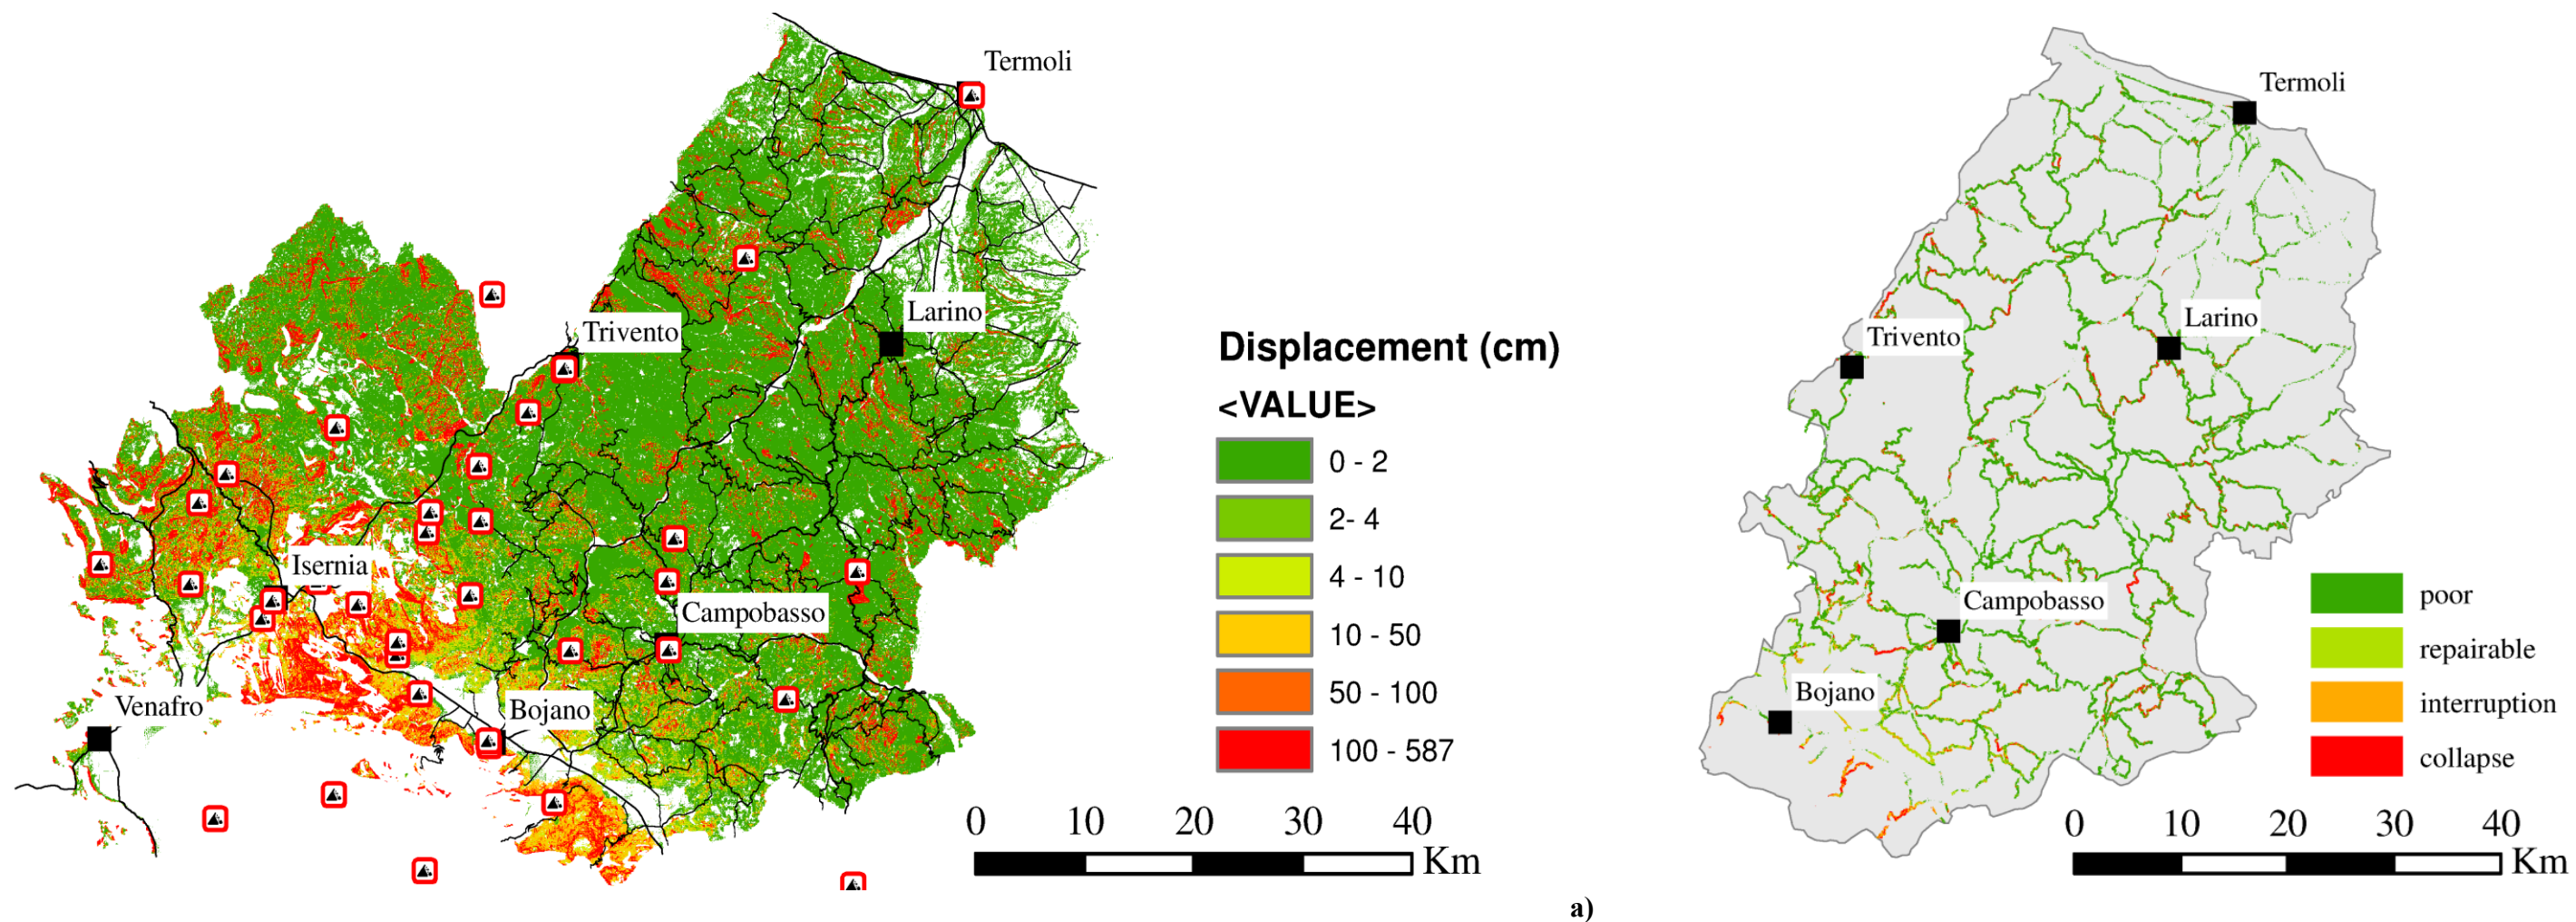 Termoli
Trivento
Larino
Isernia
Campobasso
Venafro
Bojano
Displacement (cm)
<VALUE>
0 - 2
2- 4
4 - 10
10 - 50
50 - 100
100 - 587
0 10 20 30 40
Km
a)
Termoli
Larino
Trivento
Campobasso
Bojano
poor
repairable
interruption
collapse
0 10 20 30 40
Km